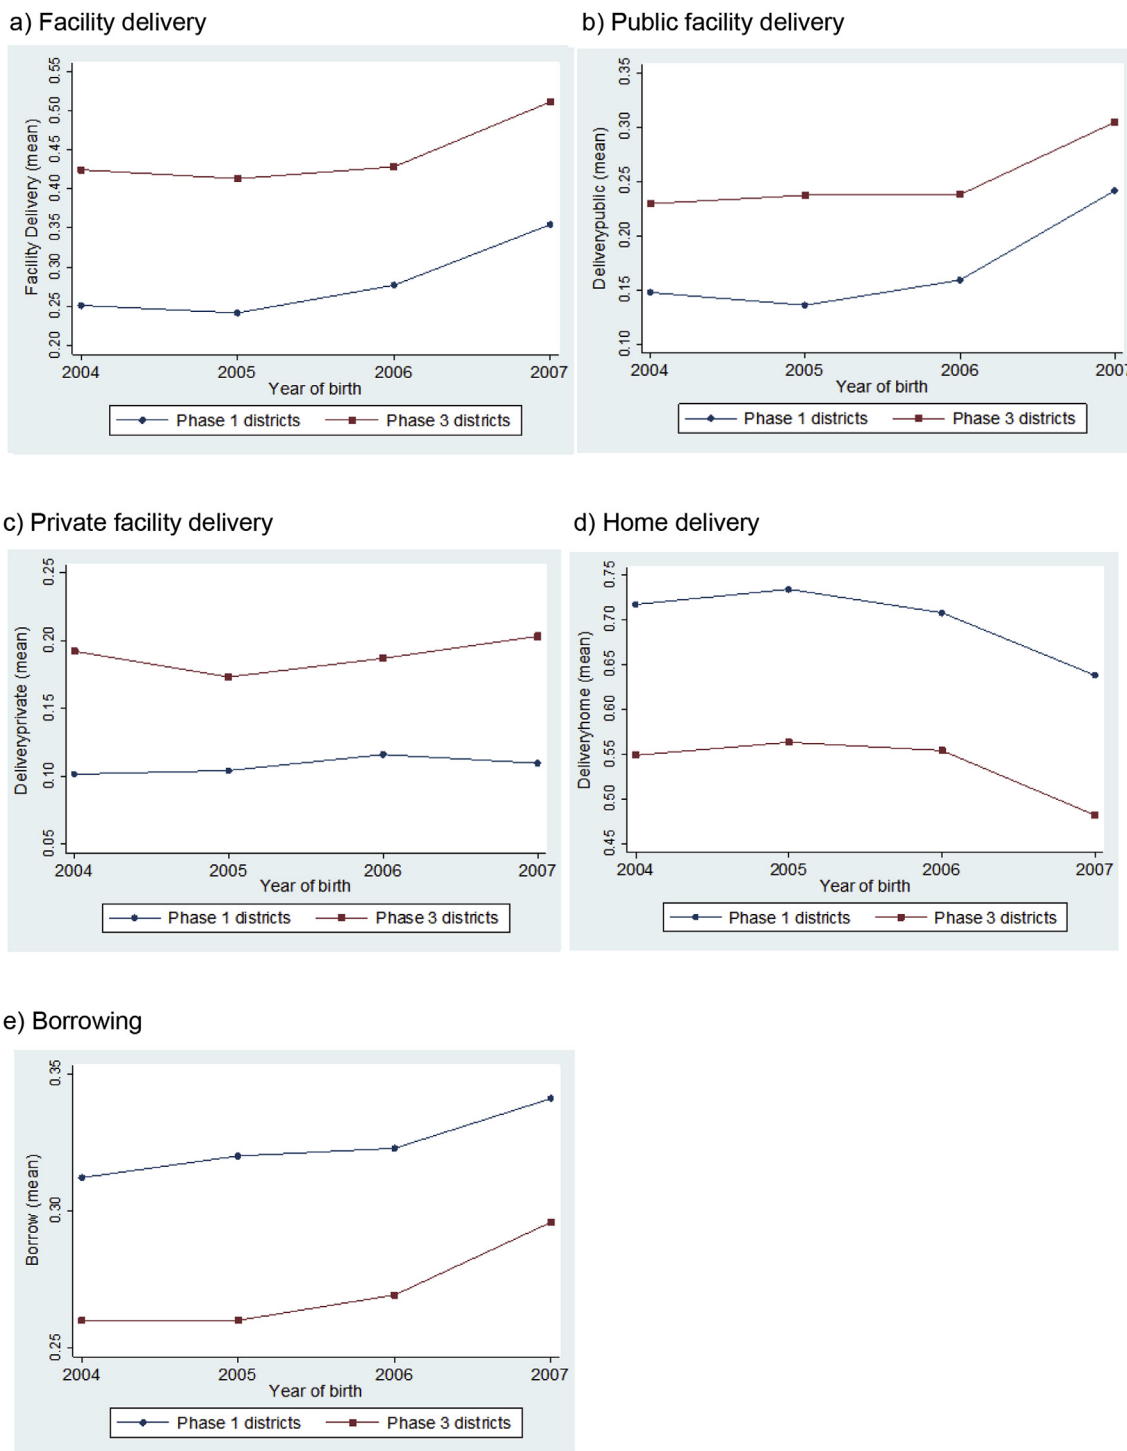 a) Facility delivery
Facility Delivery (mean)
0.55
0.50
0.45
0.40
0.35
0.30
0.25
0.20
2004 2005 2006 2007
Year of birth
Phase 1 districts Phase 3 districts
b) Public facility delivery
Deliverypublic (mean)
0.35
0.30
0.25
0.20
0.15
0.10
2004 2005 2006 2007
Year of birth
Phase 1 districts Phase 3 districts
c) Private facility delivery
Deliveryprivate (mean)
0.25
0.20
0.15
0.10
0.05
2004 2005 2006 2007
Year of birth
Phase 1 districts Phase 3 districts
d) Home delivery
Deliveryhome (mean)
0.75
0.70
0.65
0.60
0.55
0.50
0.45
2004 2005 2006 2007
Year of birth
Phase 1 districts Phase 3 districts
e) Borrowing
Borrow (mean)
0.35
0.30
0.25
2004 2005 2006 2007
Year of birth
Phase 1 districts Phase 3 districts